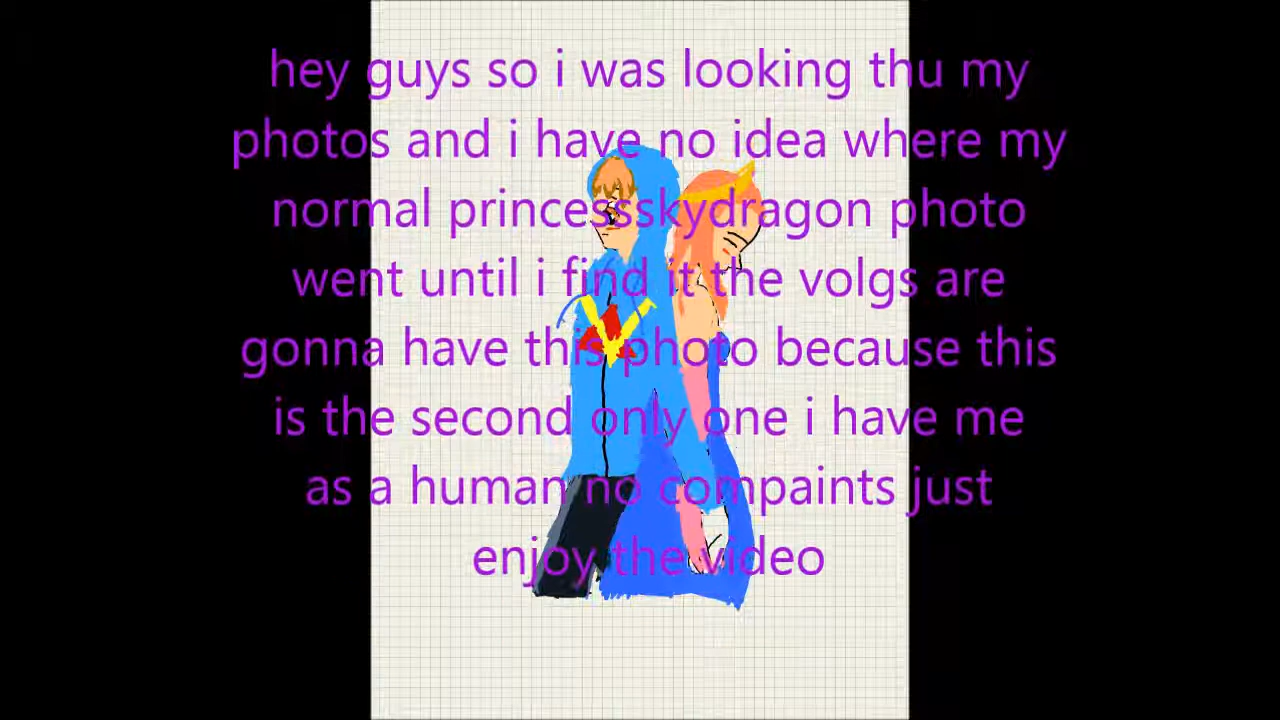 hey guys so i was looking thu my
photos and i have no idea where my
normal princessskydragon photo
went until i find it the volgs are
gonna have this photo because this
is the second only one i have me
as a human no compaints just
enjoy the video